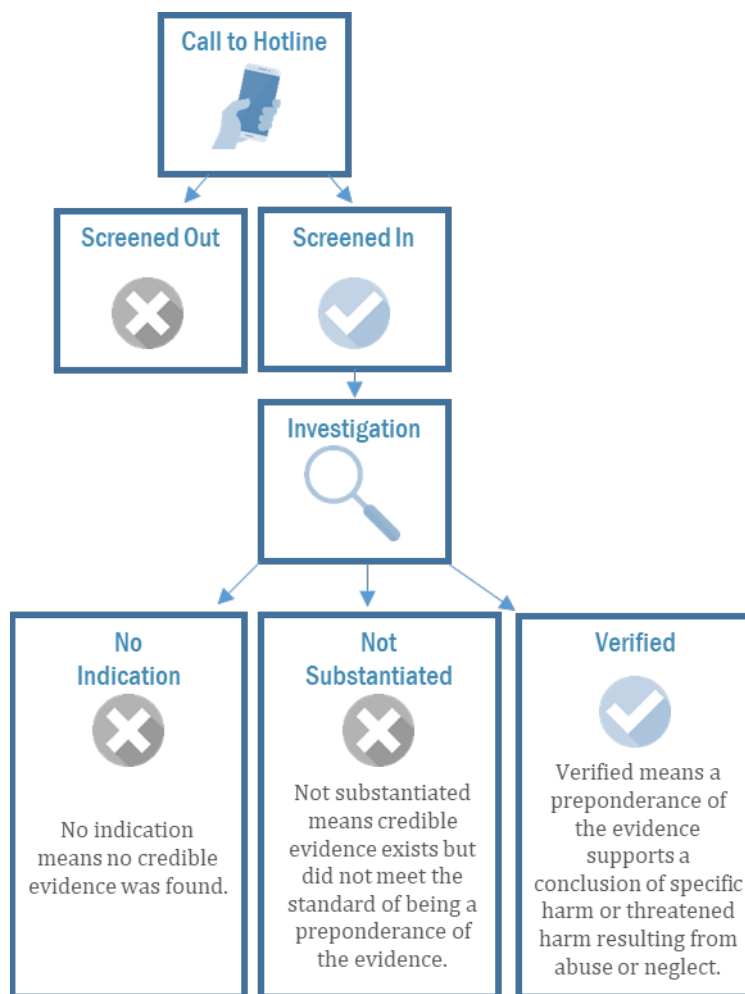 Call to Hotline
Screened Out
Screened In
Investigation
No
Indication
No indication
means no credible
evidence was found.
Not
Substantiated
Not substantiated
means credible
evidence exists but
did not meet the
standard of being a
preponderance of
the evidence.
Verified
Verified means a
preponderance of
the evidence
supports a
conclusion of specific
harm or threatened
harm resulting from
abuse or neglect.